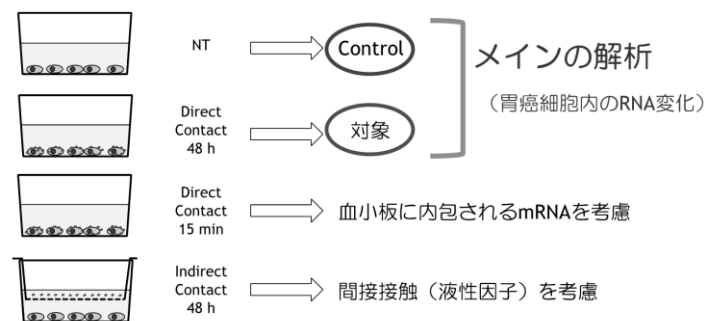 NT
Control
メインの解析
（胃癌細胞内のRNA変化）
Direct
Contact
48 h
対象
Direct
Contact
15 min
血小板に内包されるmRNAを考慮
Indirect
Contact
48 h
間接接触（液性因子）を考慮